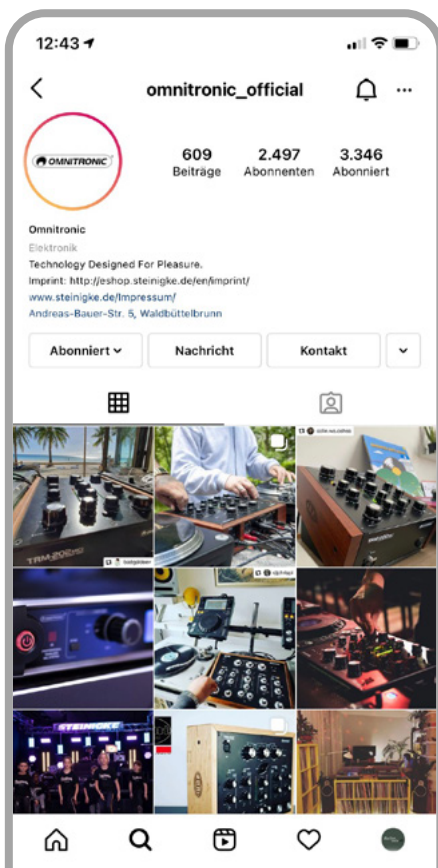 12:43
omnitronic_official
OMNITRONIC
609 2.497 3.346
Beiträge Abonnenten Abonniert
Omnitronic
Elektronik
Technology Designed For Pleasure.
Imprint: http://eshop.steinigke.de/en/imprint/
www.steinigke.de/Impressum/
Andreas-Bauer-Str. 5, Waldbüttelbrunn
Abonniert Nachricht Kontakt
TRM-202
STEINIGKE